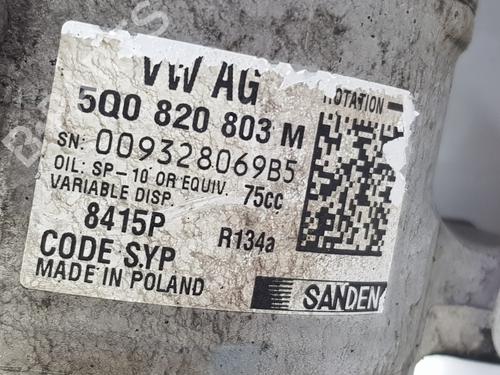 VW AG
ROTATION
5Q0 820 803 M
SN: 009328069B5
OIL: SP-10 OR EQUIV. 75cc
VARIABLE DISP.
8415P R134a
CODE SYP
MADE IN POLAND
SANDEN